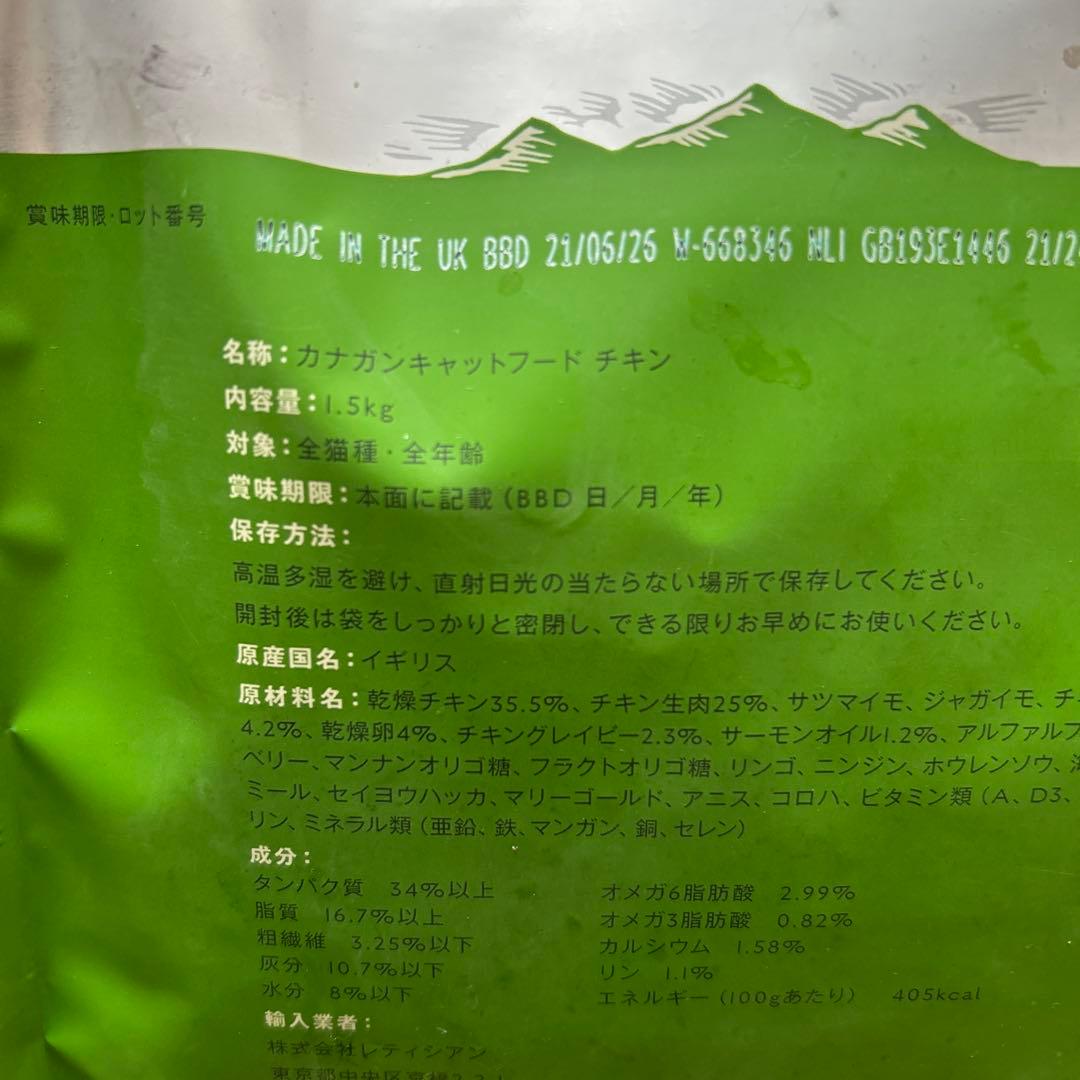 賞味期限・ロット番号
MADE IN THE UK BBD 21/06/26 W-668346 NLI GB193E1446 21/2
名称：カナガンキャットフード チキン
内容量：1.5kg
対象：全猫種・全年齢
賞味期限：本面に記載（BBD 日／月／年）
保存方法：
高温多湿を避け、直射日光の当たらない場所で保存してください。
開封後は袋をしっかりと密閉し、できる限りお早めにお使いください。
原産国名：イギリス
原材料名：乾燥チキン35.5%、チキン生肉25%、サツマイモ、ジャガイモ、チ
4.2%、乾燥卵4%、チキングレイビー2.3%、サーモンオイル1.2%、アルファルフ
ベリー、マンナンオリゴ糖、フラクトオリゴ糖、リンゴ、ニンジン、ホウレンソウ、海
ミール、セイヨウハッカ、マリーゴールド、アニス、コロハ、ビタミン類（A、D3、
リン、ミネラル類（亜鉛、鉄、マンガン、銅、セレン）
成分：
タンパク質 34%以上 オメガ6脂肪酸 2.99%
脂質 16.7%以上 オメガ3脂肪酸 0.82%
粗繊維 3.25%以下 カルシウム 1.58%
灰分 10.7%以下 リン 1.1%
水分 8%以下 エネルギー（100gあたり） 405kcal
輸入業者：
株式会社レティシアン
東京都中央区